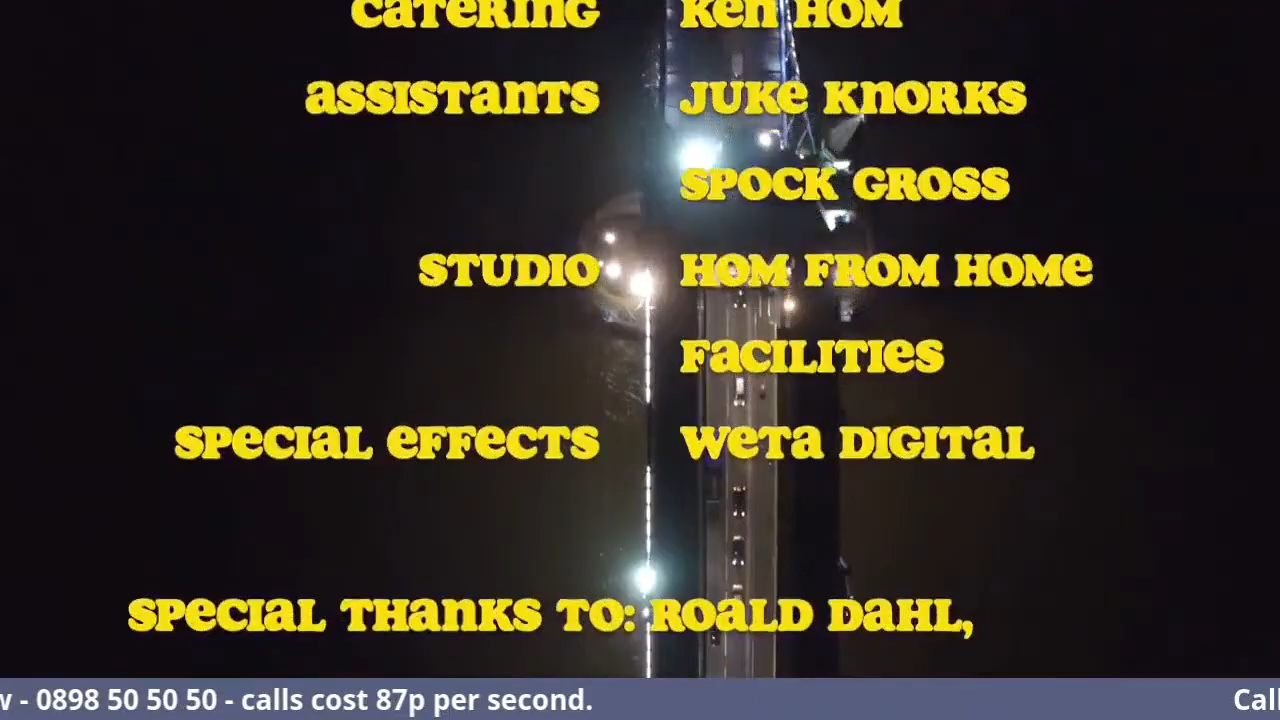 CATERING KEN HOM
ASSISTANTS JUKE KNORKS
SPOCK GROSS
STUDIO HOM FROM HOME
FACILITIES
SPECIAL EFFECTS WETA DIGITAL
SPECIAL THANKS TO: ROALD DAHL,
- 0898 50 50 50 - calls cost 87p per second. Call